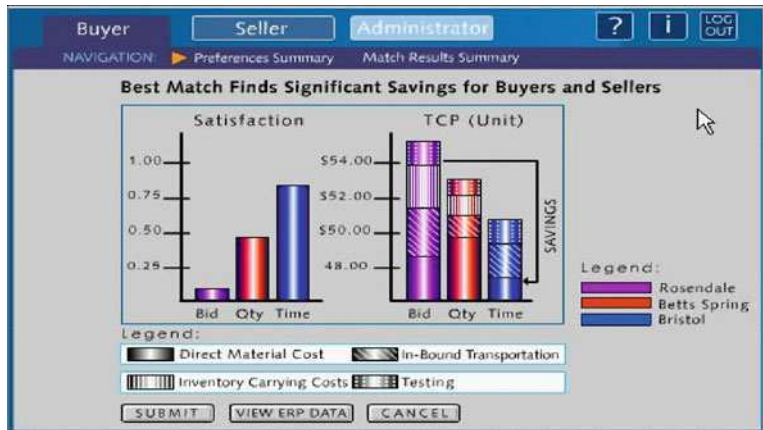 Buyer Seller Administrator ? i LOG OUT
NAVIGATION: Preferences Summary Match Results Summary
Best Match Finds Significant Savings for Buyers and Sellers
Satisfaction
1.00
0.75
0.50
0.25
Bid Qty Time
TCP (Unit)
$54.00
$52.00
$50.00
48.00
SAVINGS
Bid Qty Time
Legend:
Rosendale
Betts Spring
Bristol
Legend:
Direct Material Cost In-Bound Transportation
Inventory Carrying Costs Testing
SUBMIT VIEW ERP DATA CANCEL